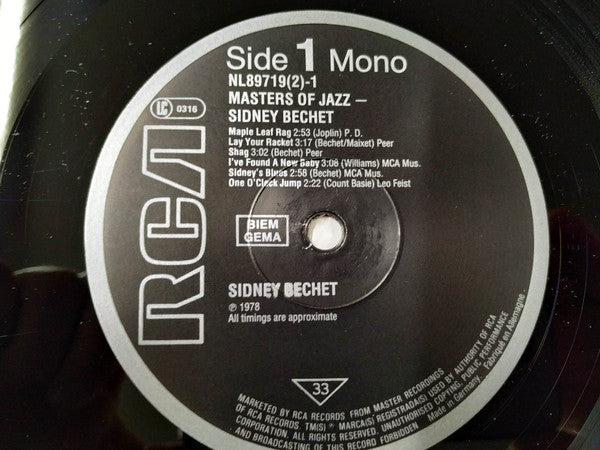 Side 1 Mono
NL89719(2)-1
MASTERS OF JAZZ —
SIDNEY BECHET
LC 0316
Maple Leaf Rag 2:53 (Joplin) P. D.
Lay Your Racket 3:17 (Bechet/Maixet) Peer
Shag 3:02 (Bechet) Peer
I've Found A New Baby 3:08 (Williams) MCA Mus.
Sidney's Blues 2:58 (Bechet) MCA Mus.
One O'Clock Jump 2:22 (Count Basie) Leo Feist
RCA
BIEM
GEMA
SIDNEY BECHET
℗ 1978
All timings are approximate
33
MARKETED BY RCA RECORDS FROM MASTER RECORDINGS
OF RCA RECORDS. TM(S) ® MARCA(S) REGISTRADA(S) USED BY AUTHORITY OF RCA
CORPORATION. ALL RIGHTS RESERVED. UNAUTHORISED COPYING, PUBLIC PERFORMANCE
AND BROADCASTING OF THIS RECORD FORBIDDEN
Made in Germany. Fabriqué en Allemagne.